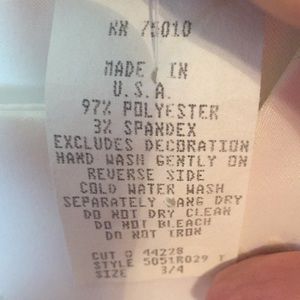 RN 75010
MADE IN
U.S.A.
97% POLYESTER
3% SPANDEX
EXCLUDES DECORATION
HAND WASH GENTLY ON
REVERSE SIDE
COLD WATER WASH
SEPARATELY HANG DRY
DO NOT DRY CLEAN
DO NOT BLEACH
DO NOT IRON
CUT # 44228
STYLE 5051R029 T
SIZE 3/4